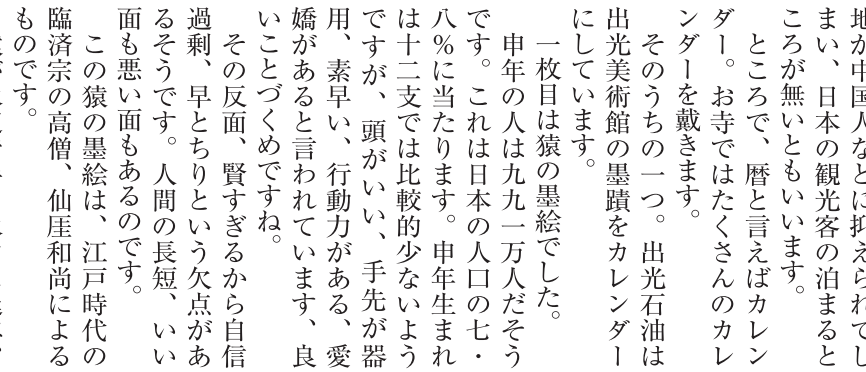 地が中国人などに抑えられてし
まい、日本の観光客の泊まると
ころが無いともいいます。
　ところで、暦と言えばカレン
ダー。お寺ではたくさんのカレ
ンダーを戴きます。
　そのうちの一つ。出光石油は
出光美術館の墨蹟をカレンダー
にしています。
　一枚目は猿の墨絵でした。
　申年の人は九九一万人だそう
です。これは日本の人口の七・
八％に当たります。申年生まれ
は十二支では比較的少ないよう
ですが、頭がいい、手先が器
用、素早い、行動力がある、愛
嬌があると言われています、良
いことづくめですね。
　その反面、賢すぎるから自信
過剰、早とちりという欠点があ
るそうです。人間の長短、いい
面も悪い面もあるのです。
　この猿の墨絵は、江戸時代の
臨済宗の高僧、仙厓和尚による
ものです。